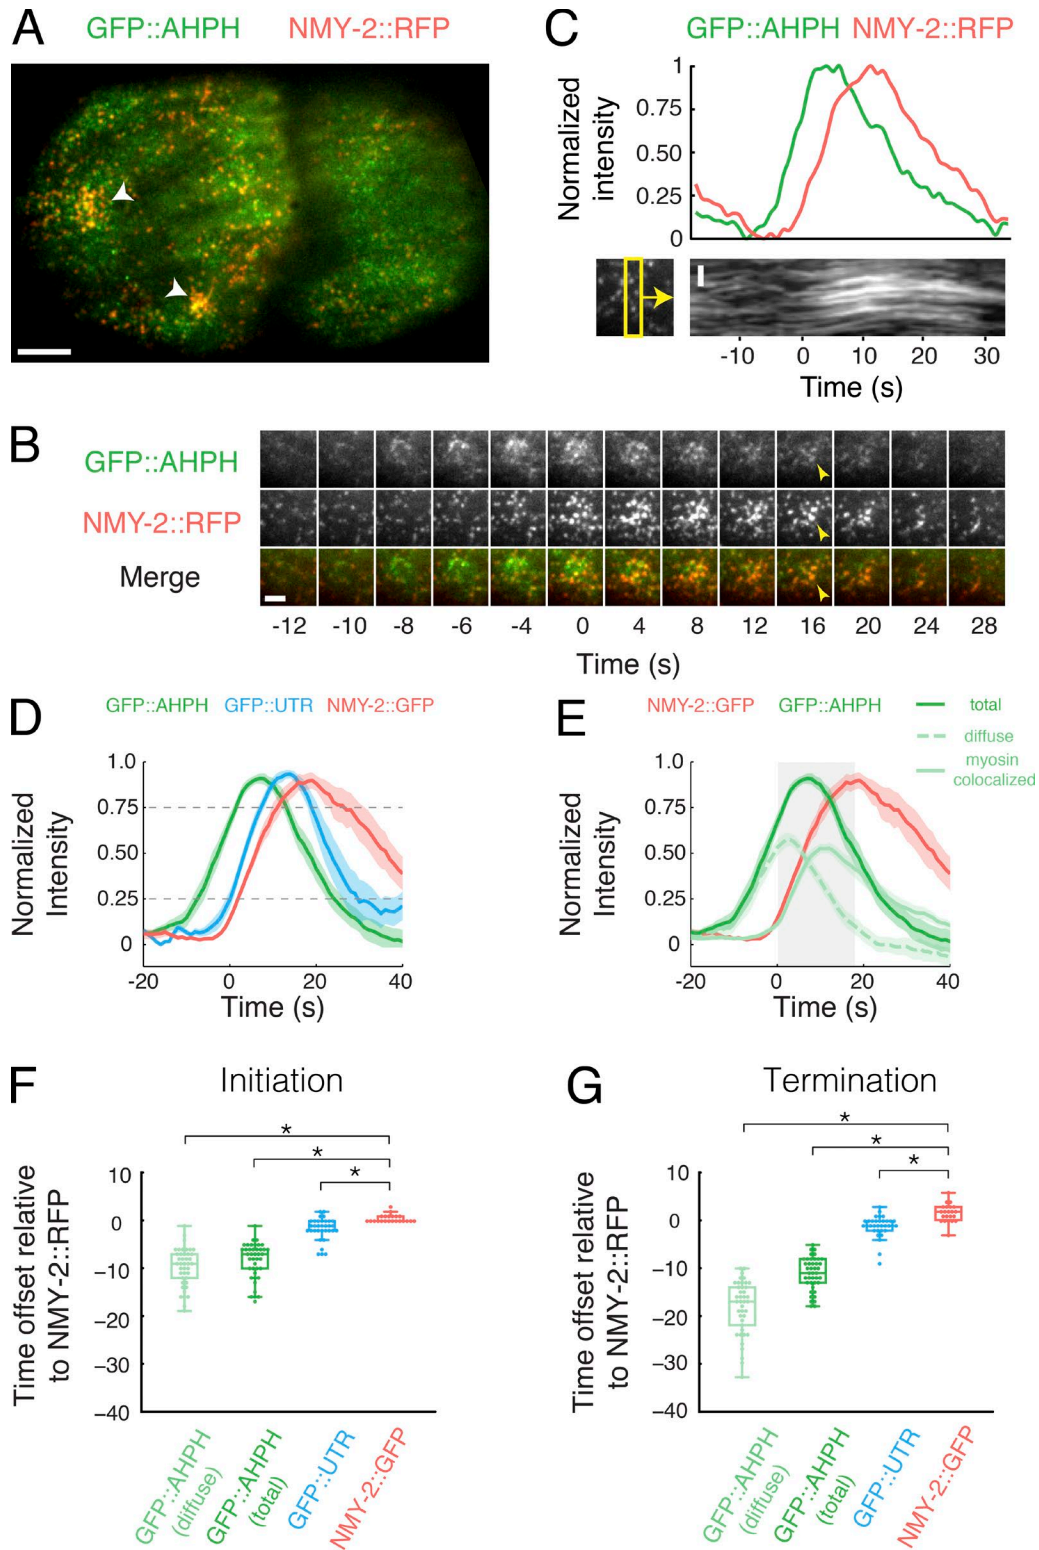 A
GFP::AHPH NMY-2::RFP
C
GFP::AHPH NMY-2::RFP
Normalized
intensity
1
0.75
0.50
0.25
0
-10 0 10 20 30
Time (s)
B
GFP::AHPH
NMY-2::RFP
Merge
-12 -10 -8 -6 -4 0 4 8 12 16 20 24 28
Time (s)
D
GFP::AHPH GFP::UTR NMY-2::GFP
Normalized
Intensity
1.0
0.75
0.50
0.25
0
-20 0 20 40
Time (s)
E
NMY-2::GFP GFP::AHPH
total
diffuse
myosin
colocalized
Normalized
Intensity
1.0
0.75
0.50
0.25
0
-20 0 20 40
Time (s)
F
Initiation
* 
*
*
Time offset relative
to NMY-2::RFP
10
0
−10
−20
−30
−40
GFP::AHPH
(diffuse)
GFP::AHPH
(total)
GFP::UTR
NMY-2::GFP
G
Termination
*
*
*
Time offset relative
to NMY-2::RFP
10
0
−10
−20
−30
−40
GFP::AHPH
(diffuse)
GFP::AHPH
(total)
GFP::UTR
NMY-2::GFP